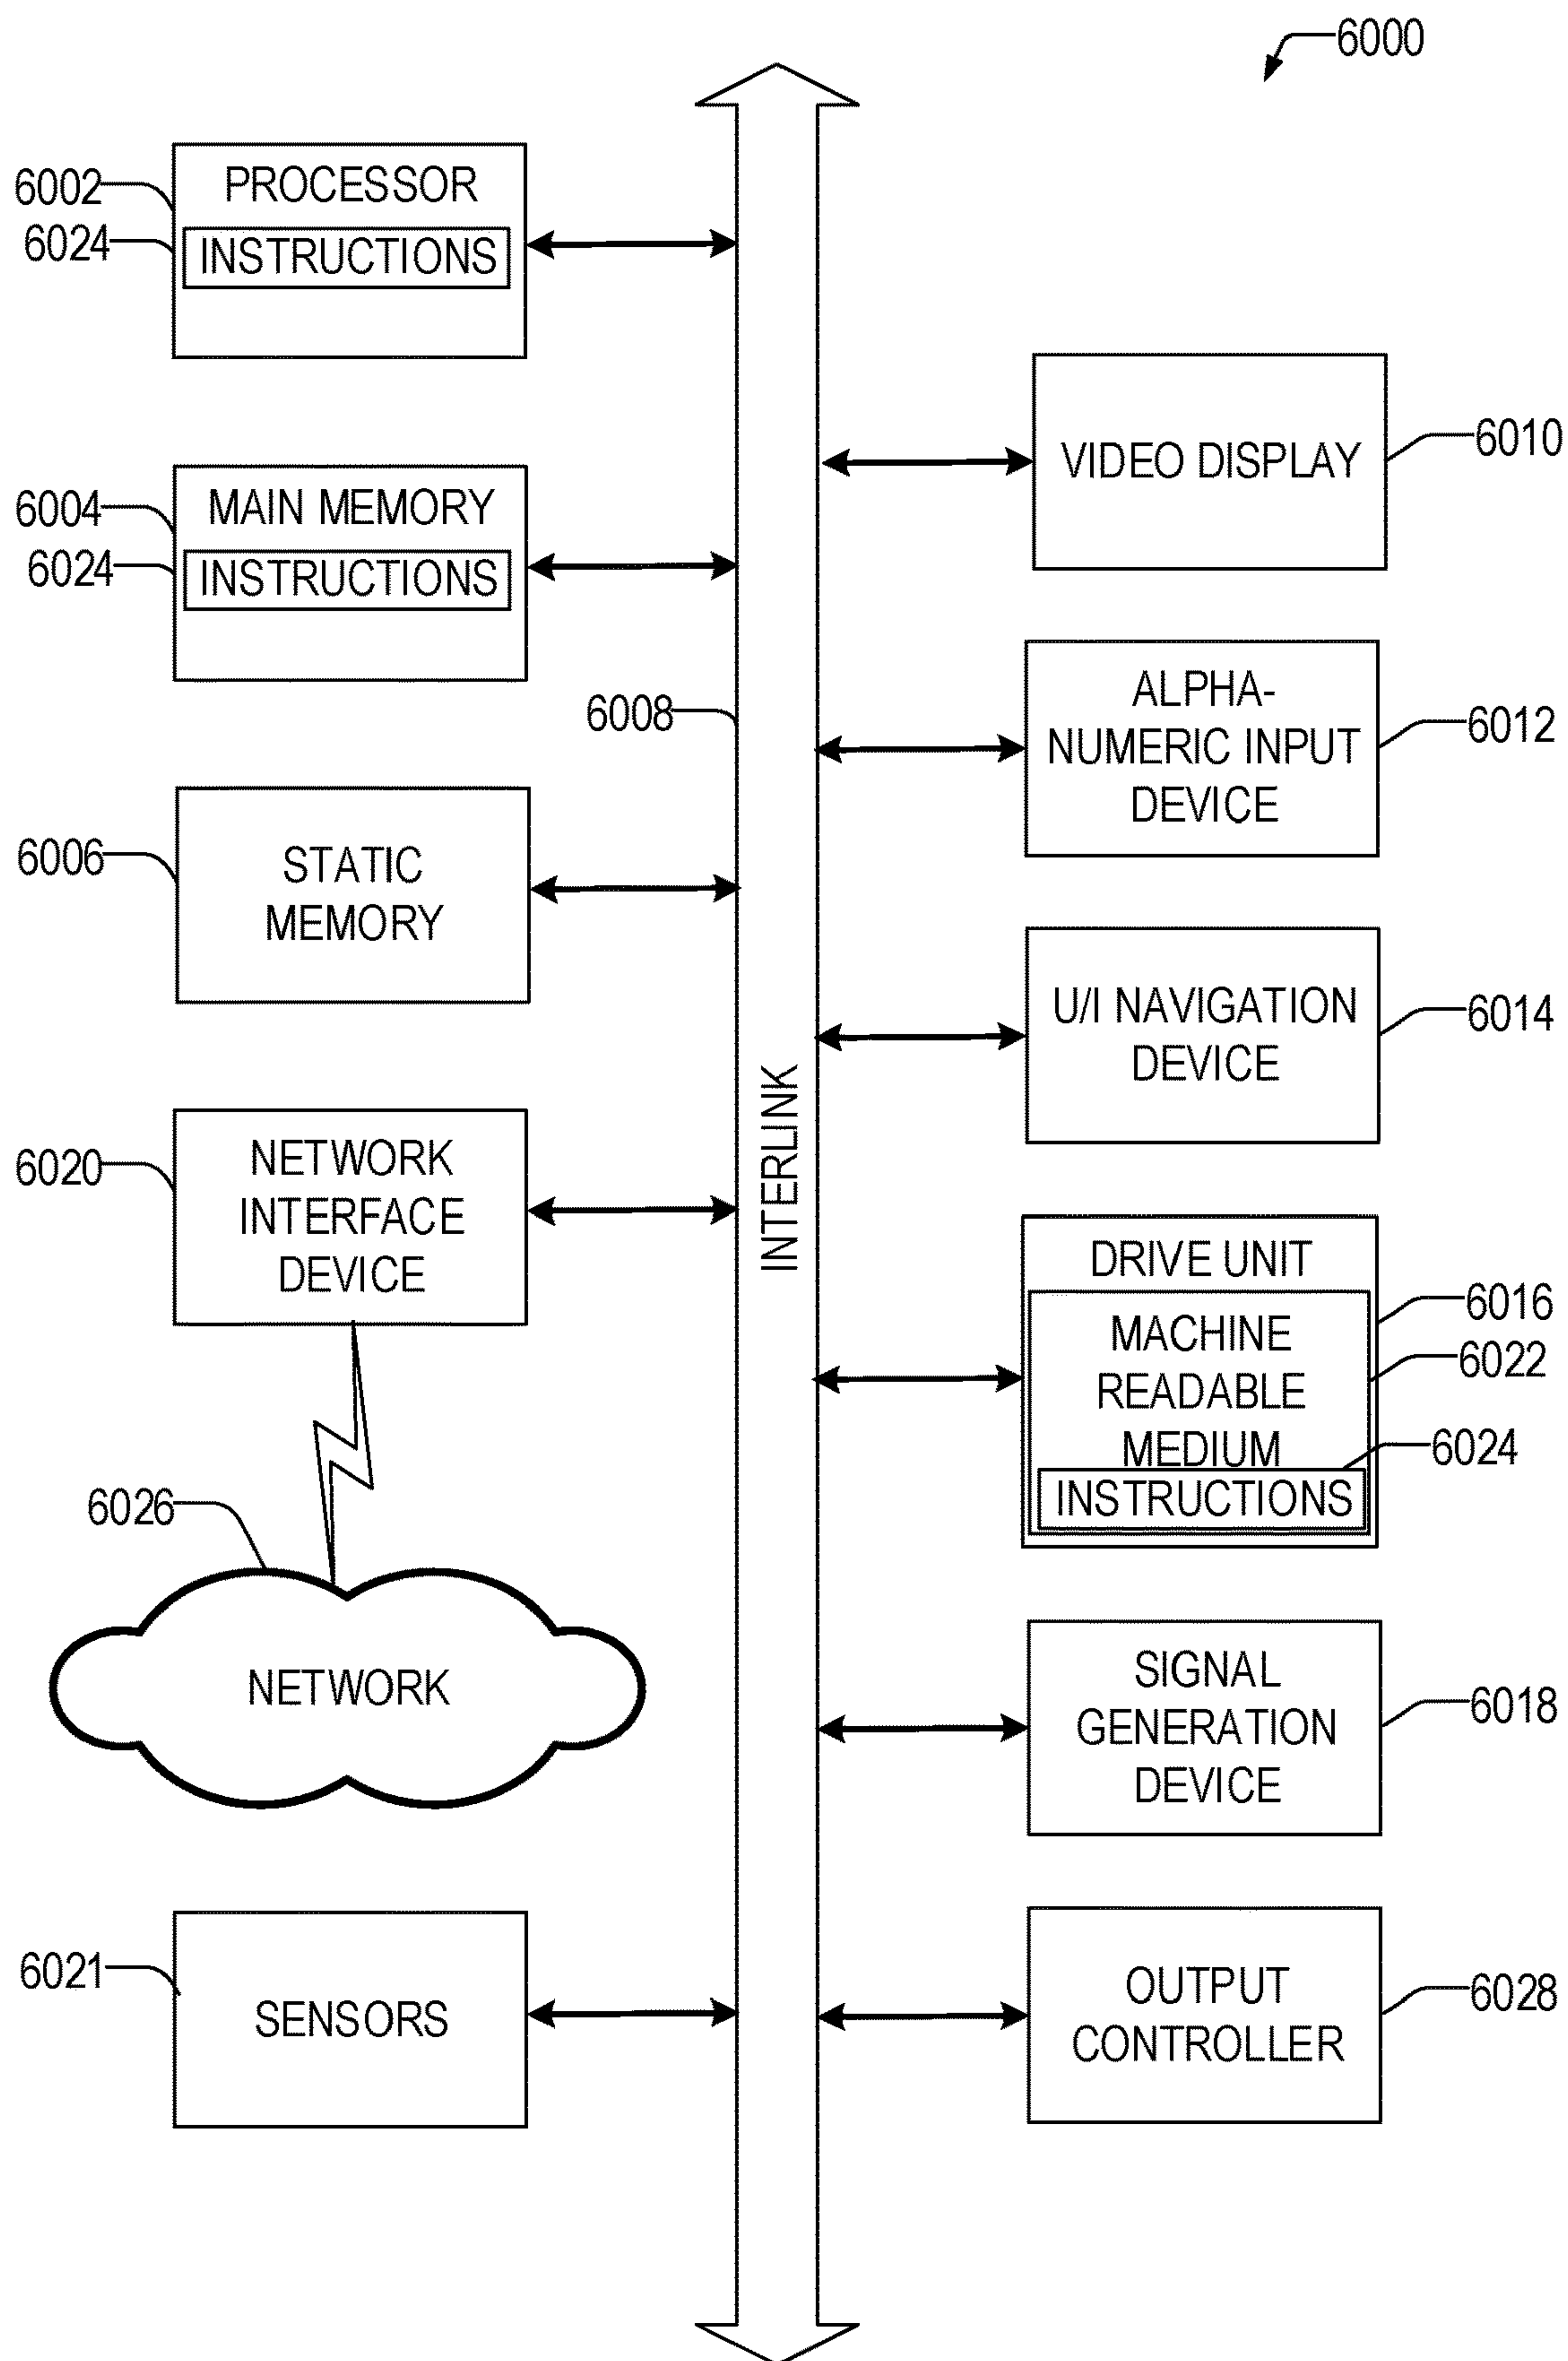 6000
6002
PROCESSOR
6024
INSTRUCTIONS
6004
MAIN MEMORY
6024
INSTRUCTIONS
6008
6006
STATIC
MEMORY
6020
NETWORK
INTERFACE
DEVICE
6026
NETWORK
6021
SENSORS
INTERLINK
VIDEO DISPLAY
6010
ALPHA-
NUMERIC INPUT
DEVICE
6012
U/I NAVIGATION
DEVICE
6014
DRIVE UNIT
6016
MACHINE
READABLE
MEDIUM
6022
6024
INSTRUCTIONS
SIGNAL
GENERATION
DEVICE
6018
OUTPUT
CONTROLLER
6028